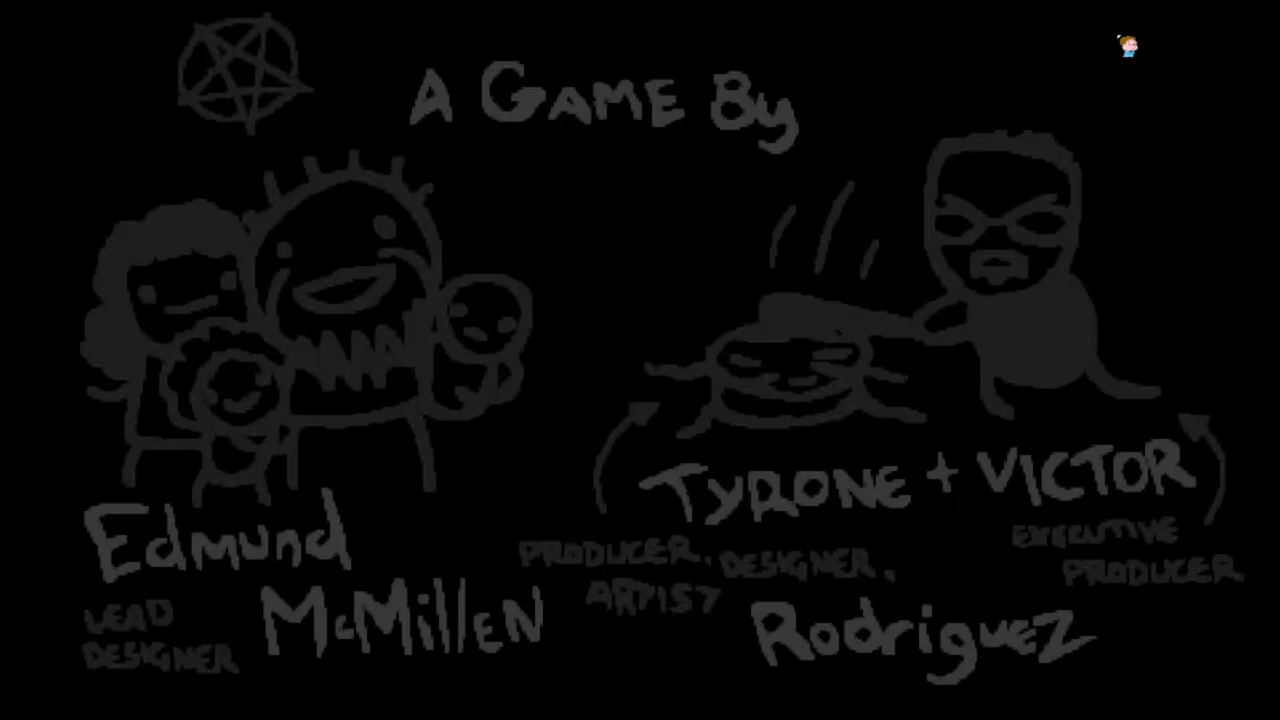 A GAME By
Edmund
McMillEN
LEAD
DESIGNER
TYRONE + VICTOR
PRODUCER. DESIGNER.
ARTIST
EXECUTIVE
PRODUCER
RodriguEZ